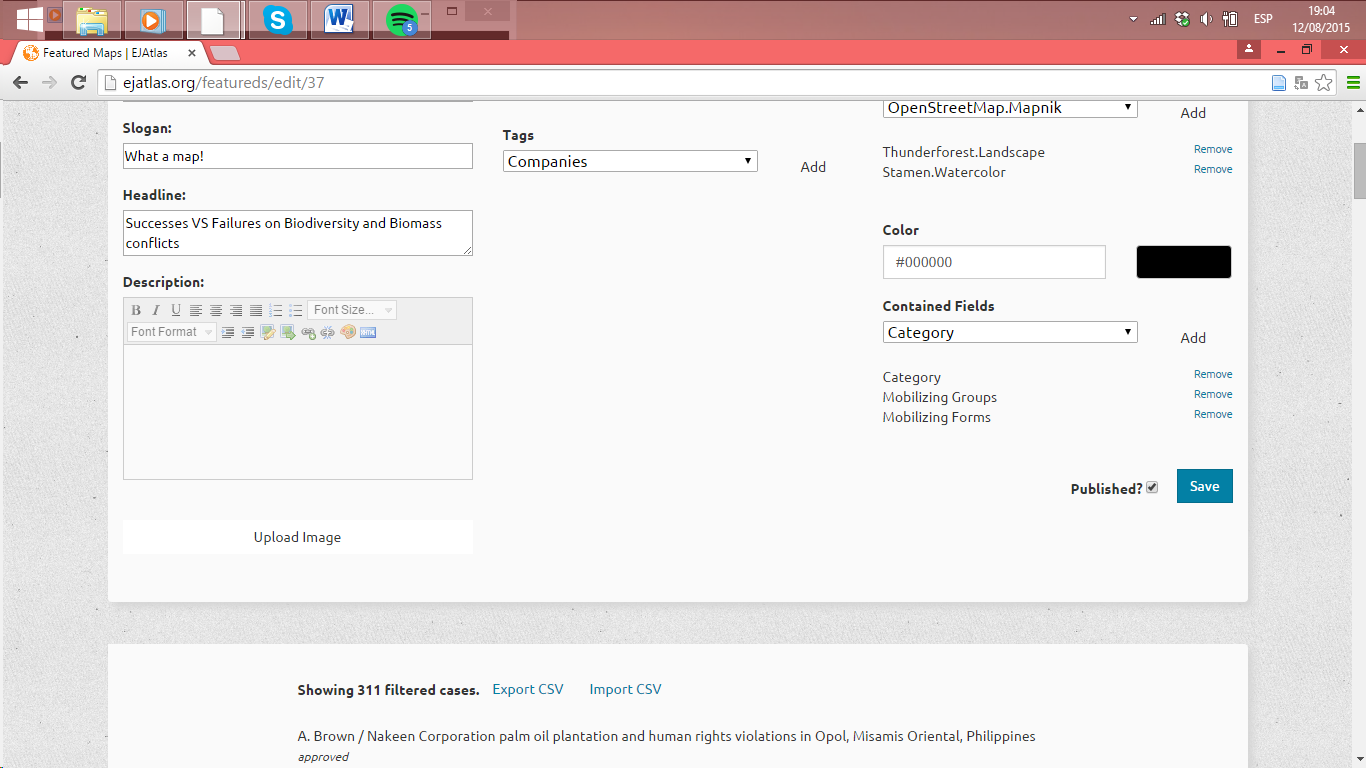 5
ESP
19:04
12/08/2015
Featured Maps | EJAtlas
ejatlas.org/featureds/edit/37
Slogan:
What a map!
Headline:
Successes VS Failures on Biodiversity and Biomass
conflicts
Description:
B I U Font Size...
Font Format HTML
Upload Image
Tags
Companies Add
OpenStreetMap.Mapnik Add
Thunderforest.Landscape Remove
Stamen.Watercolor Remove
Color
#000000
Contained Fields
Category Add
Category Remove
Mobilizing Groups Remove
Mobilizing Forms Remove
Published? Save
Showing 311 filtered cases. Export CSV Import CSV
A. Brown / Nakeen Corporation palm oil plantation and human rights violations in Opol, Misamis Oriental, Philippines
approved